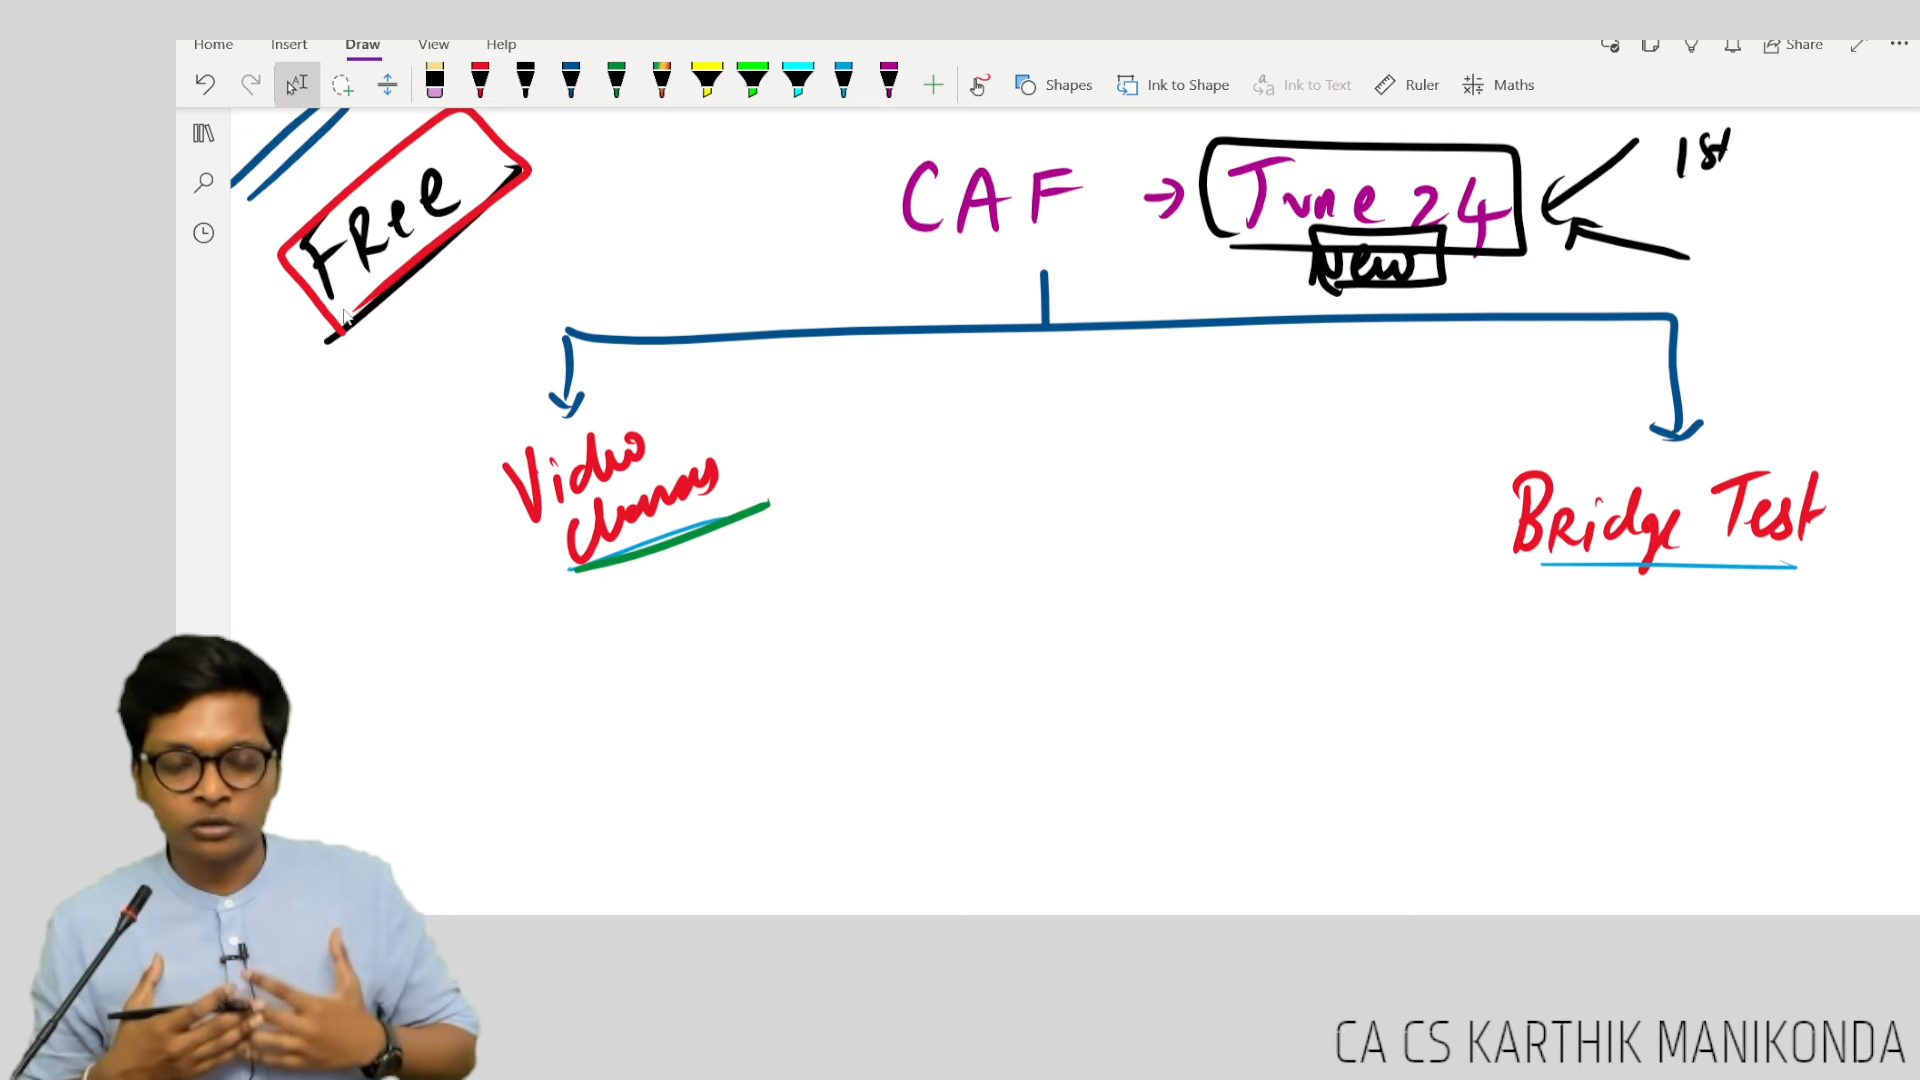 Home Insert Draw View Help Share
Shapes Ink to Shape Ink to Text Ruler Maths
FRee
CAF → June 24
1st
New
Video
classes
Bridge Test
CA CS KARTHIK MANIKONDA